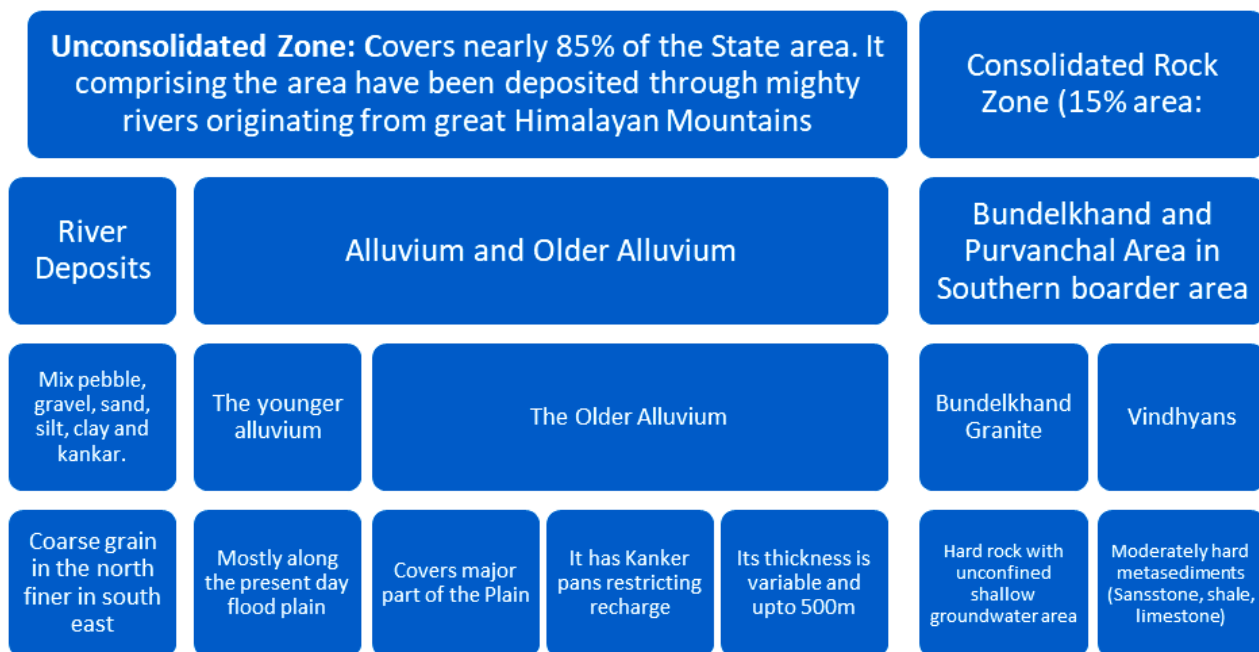 Unconsolidated Zone: Covers nearly 85% of the State area. It
comprising the area have been deposited through mighty
rivers originating from great Himalayan Mountains
Consolidated Rock
Zone (15% area:
River
Deposits
Alluvium and Older Alluvium
Bundelkhand and
Purvanchal Area in
Southern boarder area
Mix pebble,
gravel, sand,
silt, clay and
kankar.
The younger
alluvium
The Older Alluvium
Bundelkhand
Granite
Vindhyans
Coarse grain
in the north
finer in south
east
Mostly along
the present day
flood plain
Covers major
part of the Plain
It has Kanker
pans restricting
recharge
Its thickness is
variable and
upto 500m
Hard rock with
unconfined
shallow
groundwater area
Moderately hard
metasediments
(Sansstone, shale,
limestone)